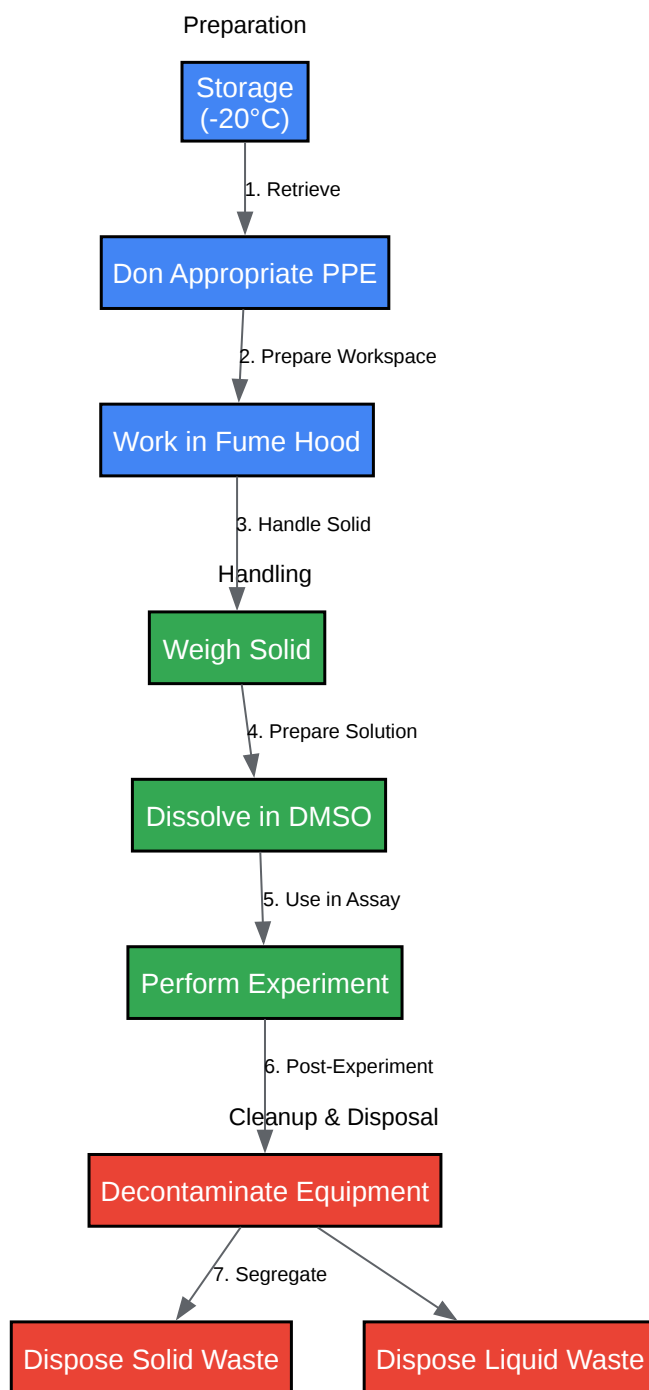 Preparation
Storage
(-20°C)
1. Retrieve
Don Appropriate PPE
2. Prepare Workspace
Work in Fume Hood
3. Handle Solid
Handling
Weigh Solid
4. Prepare Solution
Dissolve in DMSO
5. Use in Assay
Perform Experiment
6. Post-Experiment
Cleanup & Disposal
Decontaminate Equipment
7. Segregate
Dispose Solid Waste
Dispose Liquid Waste